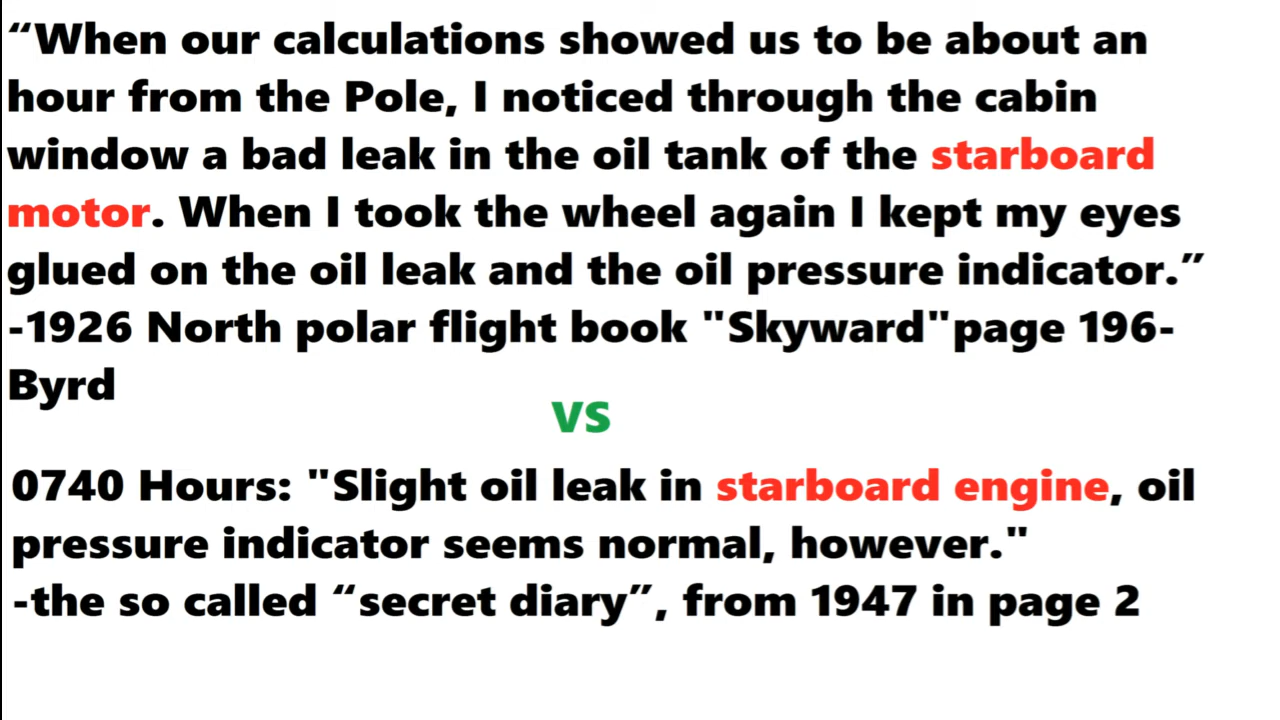 “When our calculations showed us to be about an
hour from the Pole, I noticed through the cabin
window a bad leak in the oil tank of the starboard
motor. When I took the wheel again I kept my eyes
glued on the oil leak and the oil pressure indicator.”
-1926 North polar flight book "Skyward"page 196-
Byrd
vs
0740 Hours: "Slight oil leak in starboard engine, oil
pressure indicator seems normal, however."
-the so called “secret diary”, from 1947 in page 2